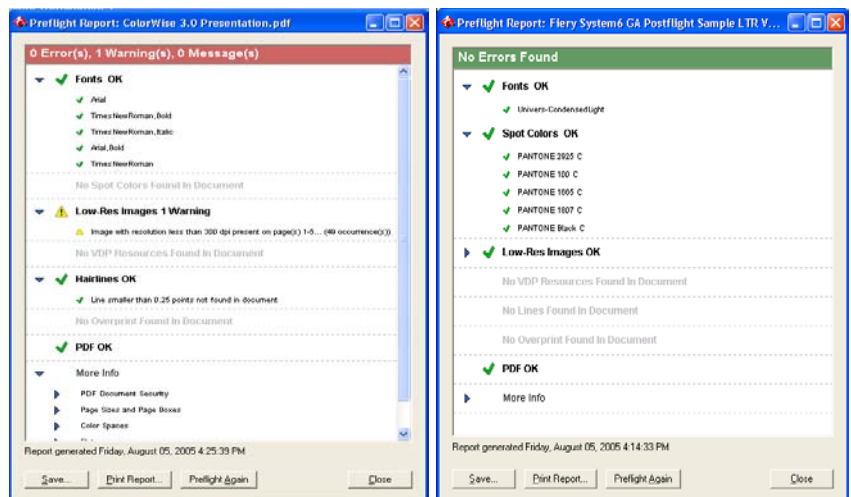 Preflight Report: ColorWise 3.0 Presentation.pdf
0 Error(s), 1 Warning(s), 0 Message(s)
Fonts OK
Arial
TimesNewRoman,Bold
TimesNewRoman,Italic
Arial,Bold
TimesNewRoman
No Spot Colors Found In Document
Low-Res Images 1 Warning
Image with resolution less than 300 dpi present on page(s) 1-5... (49 occurrence(s))
No VDP Resources Found In Document
Hairlines OK
Line smaller than 0.25 points not found in document
No Overprint Found In Document
PDF OK
More Info
PDF Document Security
Page Sizes and Page Boxes
Color Spaces
Report generated Friday, August 05, 2005 4:25:39 PM
Save...
Print Report...
Preflight Again
Close
Preflight Report: Fiery System6 GA Postflight Sample LTR V...
No Errors Found
Fonts OK
Univers-CondensedLight
Spot Colors OK
PANTONE 2925 C
PANTONE 100 C
PANTONE 1807 C
PANTONE Black C
Low-Res Images OK
No VDP Resources Found In Document
No Lines Found In Document
No Overprint Found In Document
PDF OK
More Info
Report generated Friday, August 05, 2005 4:14:33 PM
Save...
Print Report...
Preflight Again
Close